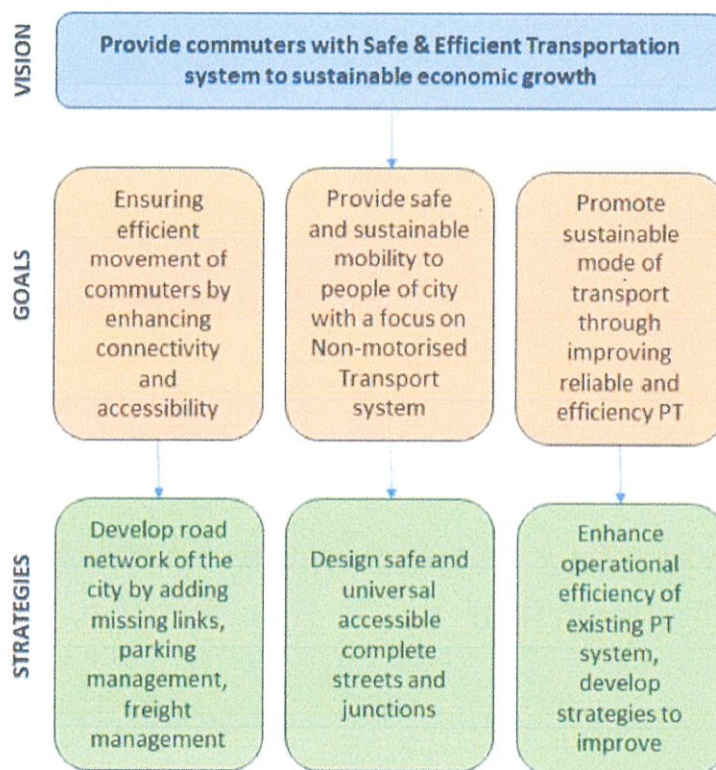 VISION
Provide commuters with Safe & Efficient Transportation
system to sustainable economic growth
GOALS
Ensuring
efficient
movement of
commuters by
enhancing
connectivity
and
accessibility
Provide safe
and sustainable
mobility to
people of city
with a focus on
Non-motorised
Transport
system
Promote
sustainable
mode of
transport
through
improving
reliable and
efficiency PT
STRATEGIES
Develop road
network of the
city by adding
missing links,
parking
management,
freight
management
Design safe and
universal
accessible
complete
streets and
junctions
Enhance
operational
efficiency of
existing PT
system,
develop
strategies to
improve